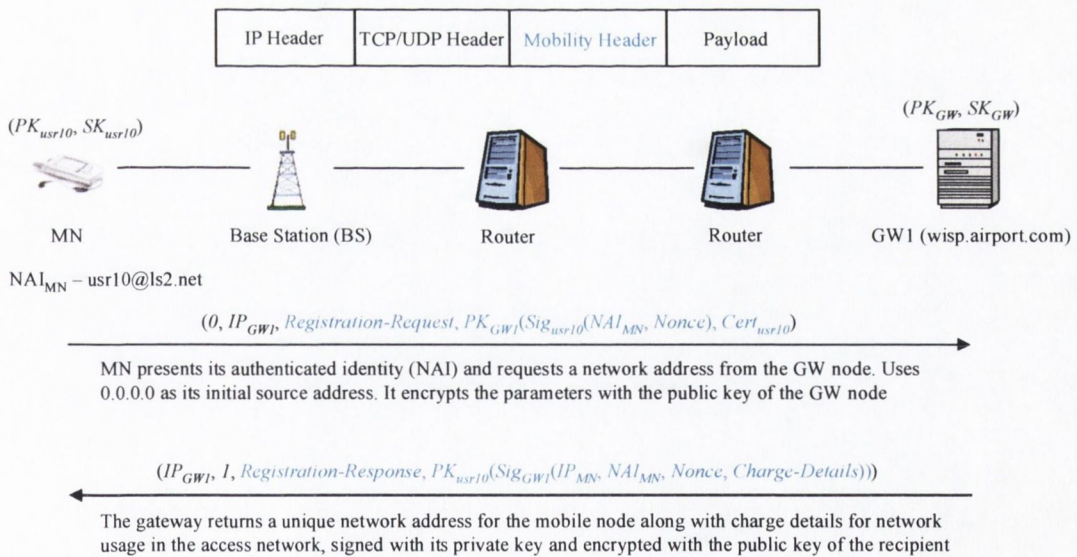 IP Header TCP/UDP Header Mobility Header Payload
(PK_usr10, SK_usr10) (PK_GW, SK_GW)
MN Base Station (BS) Router Router GW1 (wisp.airport.com)
NAI_MN – usr10@ls2.net
(0, IP_GW1, Registration-Request, PK_GW1(Sig_usr10(NAI_MN, Nonce), Cert_usr10)
MN presents its authenticated identity (NAI) and requests a network address from the GW node. Uses
0.0.0.0 as its initial source address. It encrypts the parameters with the public key of the GW node
(IP_GW1, 1, Registration-Response, PK_usr10(Sig_GW1(IP_MN, NAI_MN, Nonce, Charge-Details)))
The gateway returns a unique network address for the mobile node along with charge details for network
usage in the access network, signed with its private key and encrypted with the public key of the recipient